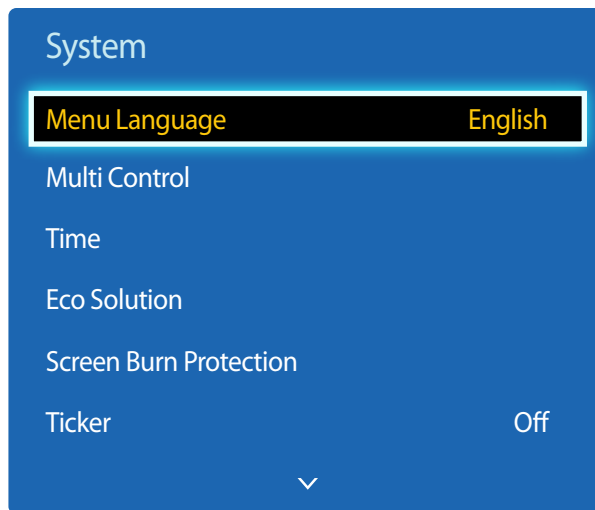 System
Menu Language English
Multi Control
Time
Eco Solution
Screen Burn Protection
Ticker Off